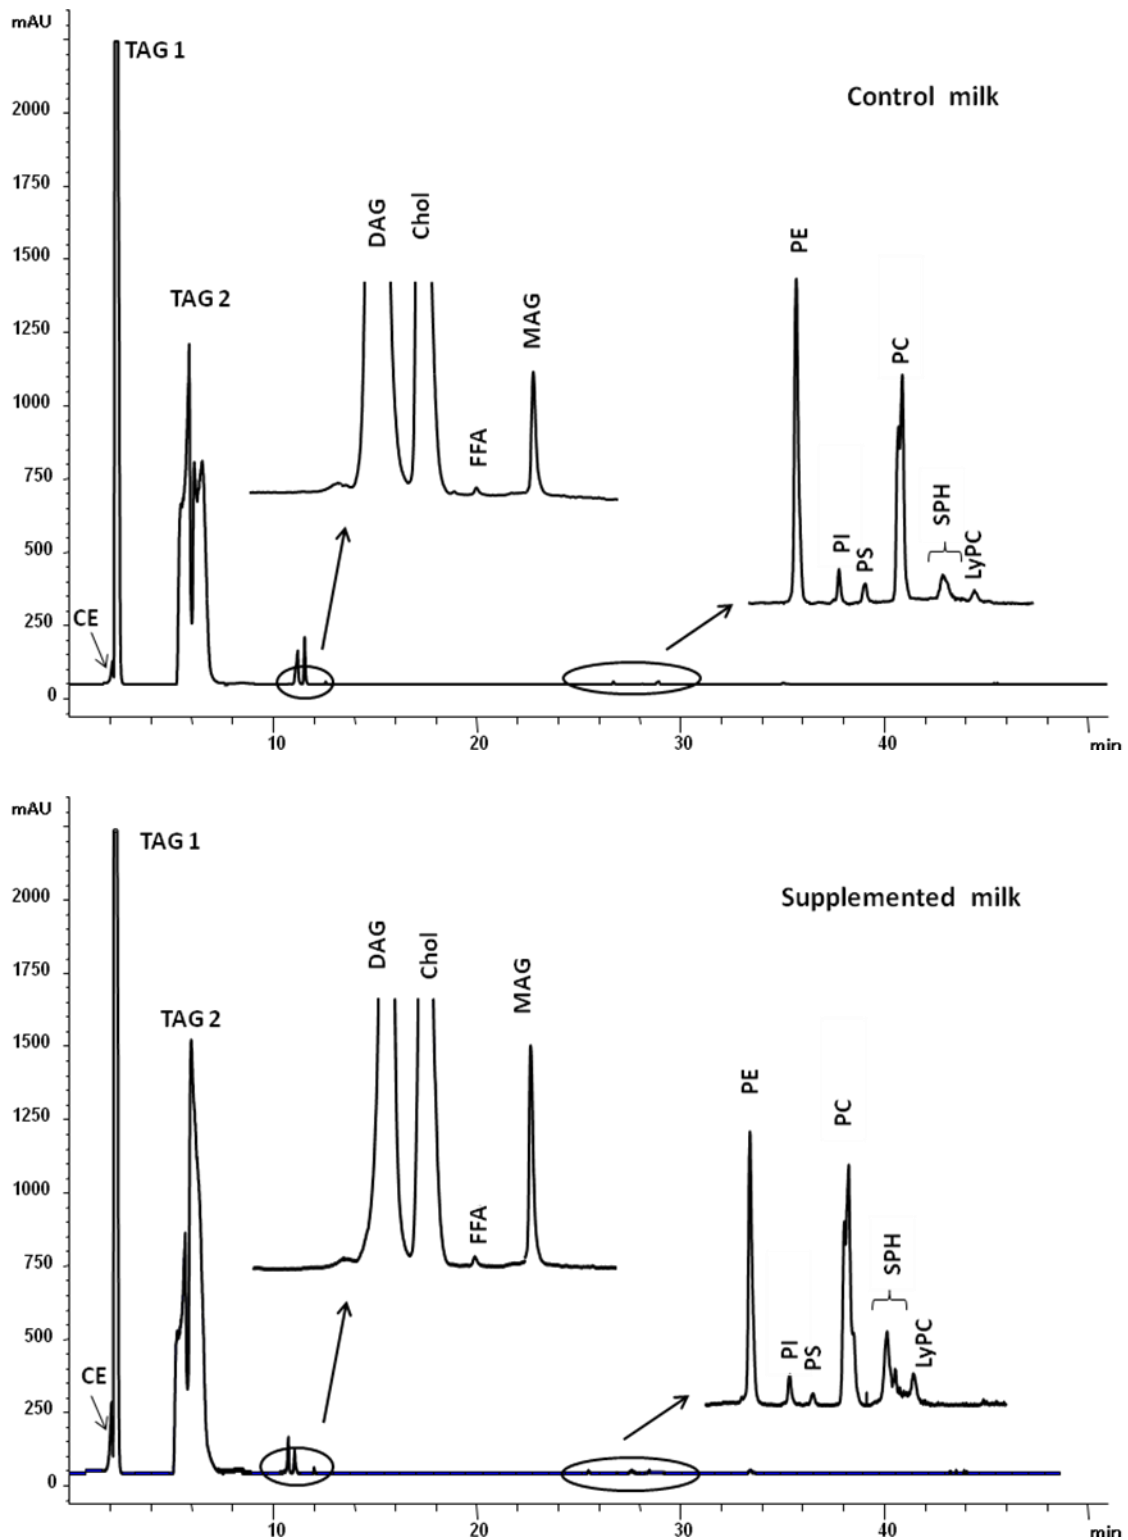 mAU
TAG 1
2000
Control milk
1750
DAG
Chol
1500
PE
TAG 2
1250
MAG
PC
1000
FFA
750
SPH
500
PI
PS
LyPC
CE
250
0
10
20
30
40
min
mAU
TAG 1
2000
Supplemented milk
1750
DAG
Chol
MAG
1500
TAG 2
PE
PC
1250
1000
FFA
SPH
750
500
PI
PS
LyPC
CE
250
0
10
20
30
40
min